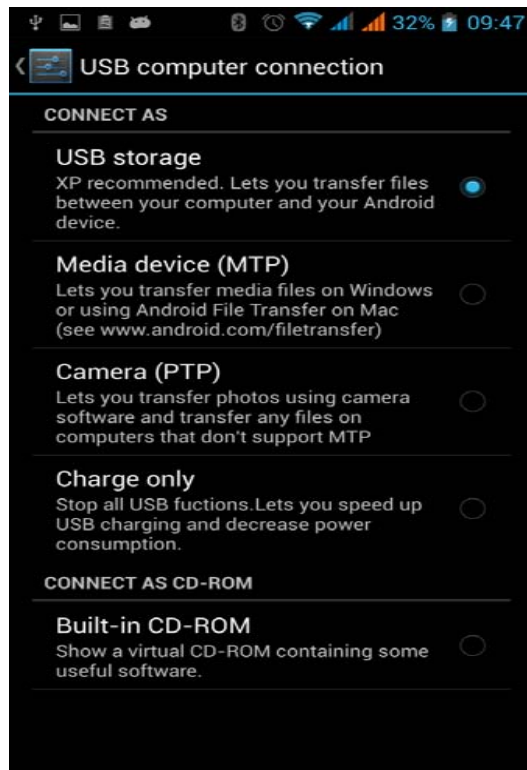 32% 09:47
USB computer connection
CONNECT AS
USB storage
XP recommended. Lets you transfer files
between your computer and your Android
device.
Media device (MTP)
Lets you transfer media files on Windows
or using Android File Transfer on Mac
(see www.android.com/filetransfer)
Camera (PTP)
Lets you transfer photos using camera
software and transfer any files on
computers that don't support MTP
Charge only
Stop all USB fuctions.Lets you speed up
USB charging and decrease power
consumption.
CONNECT AS CD-ROM
Built-in CD-ROM
Show a virtual CD-ROM containing some
useful software.